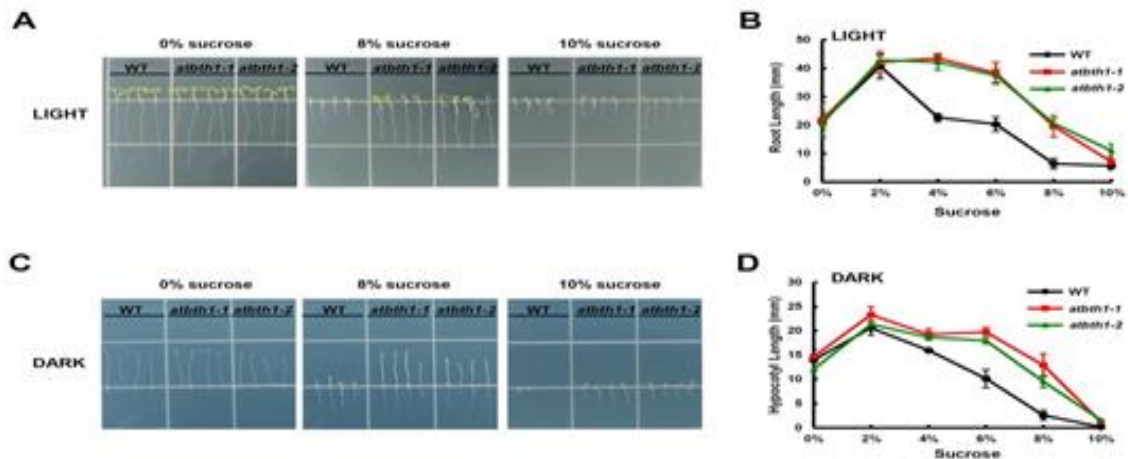 A
0% sucrose
8% sucrose
10% sucrose
WT atbth1-1 atbth1-2
WT atbth1-1 atbth1-2
WT atbth1-1 atbth1-2
LIGHT
B
LIGHT
WT
atbth1-1
atbth1-2
Root Length (mm)
50
40
30
20
10
0
0% 2% 4% 6% 8% 10%
Sucrose
C
0% sucrose
8% sucrose
10% sucrose
WT atbth1-1 atbth1-2
WT atbth1-1 atbth1-2
WT atbth1-1 atbth1-2
DARK
D
DARK
WT
atbth1-1
atbth1-2
Hypocotyl Length (mm)
30
25
20
15
10
5
0
0% 2% 4% 6% 8% 10%
Sucrose